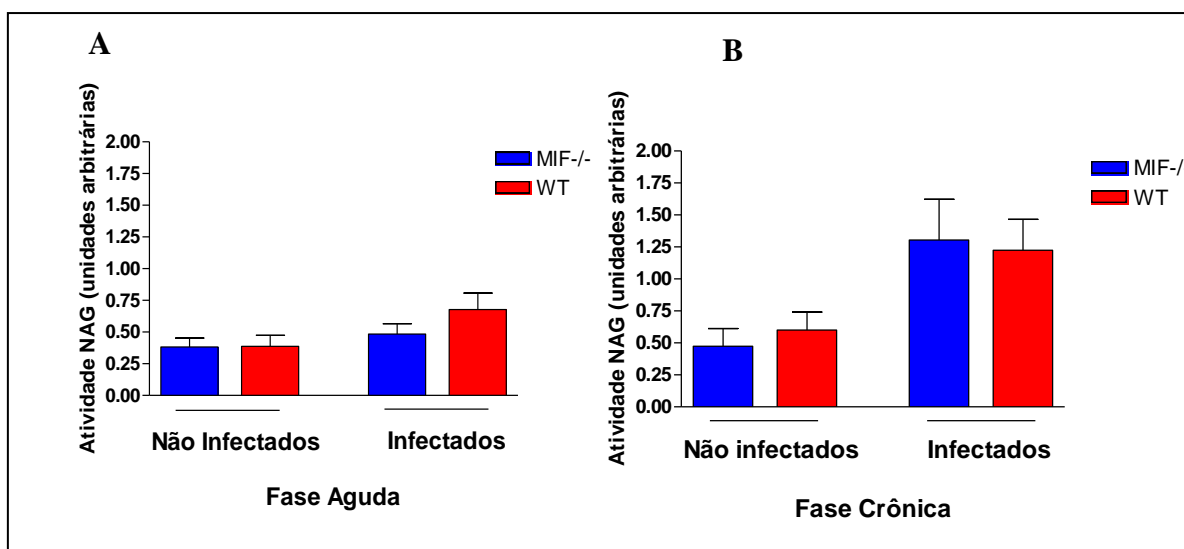 A
Atividade NAG (unidades arbitrárias)
2.00
1.75
1.50
1.25
1.00
0.75
0.50
0.25
0.00
MIF-/-
WT
Não Infectados
Infectados
Fase Aguda
B
Atividade NAG (unidades arbitrárias)
2.00
1.75
1.50
1.25
1.00
0.75
0.50
0.25
0.00
MIF-/
WT
Não infectados
Infectados
Fase Crônica